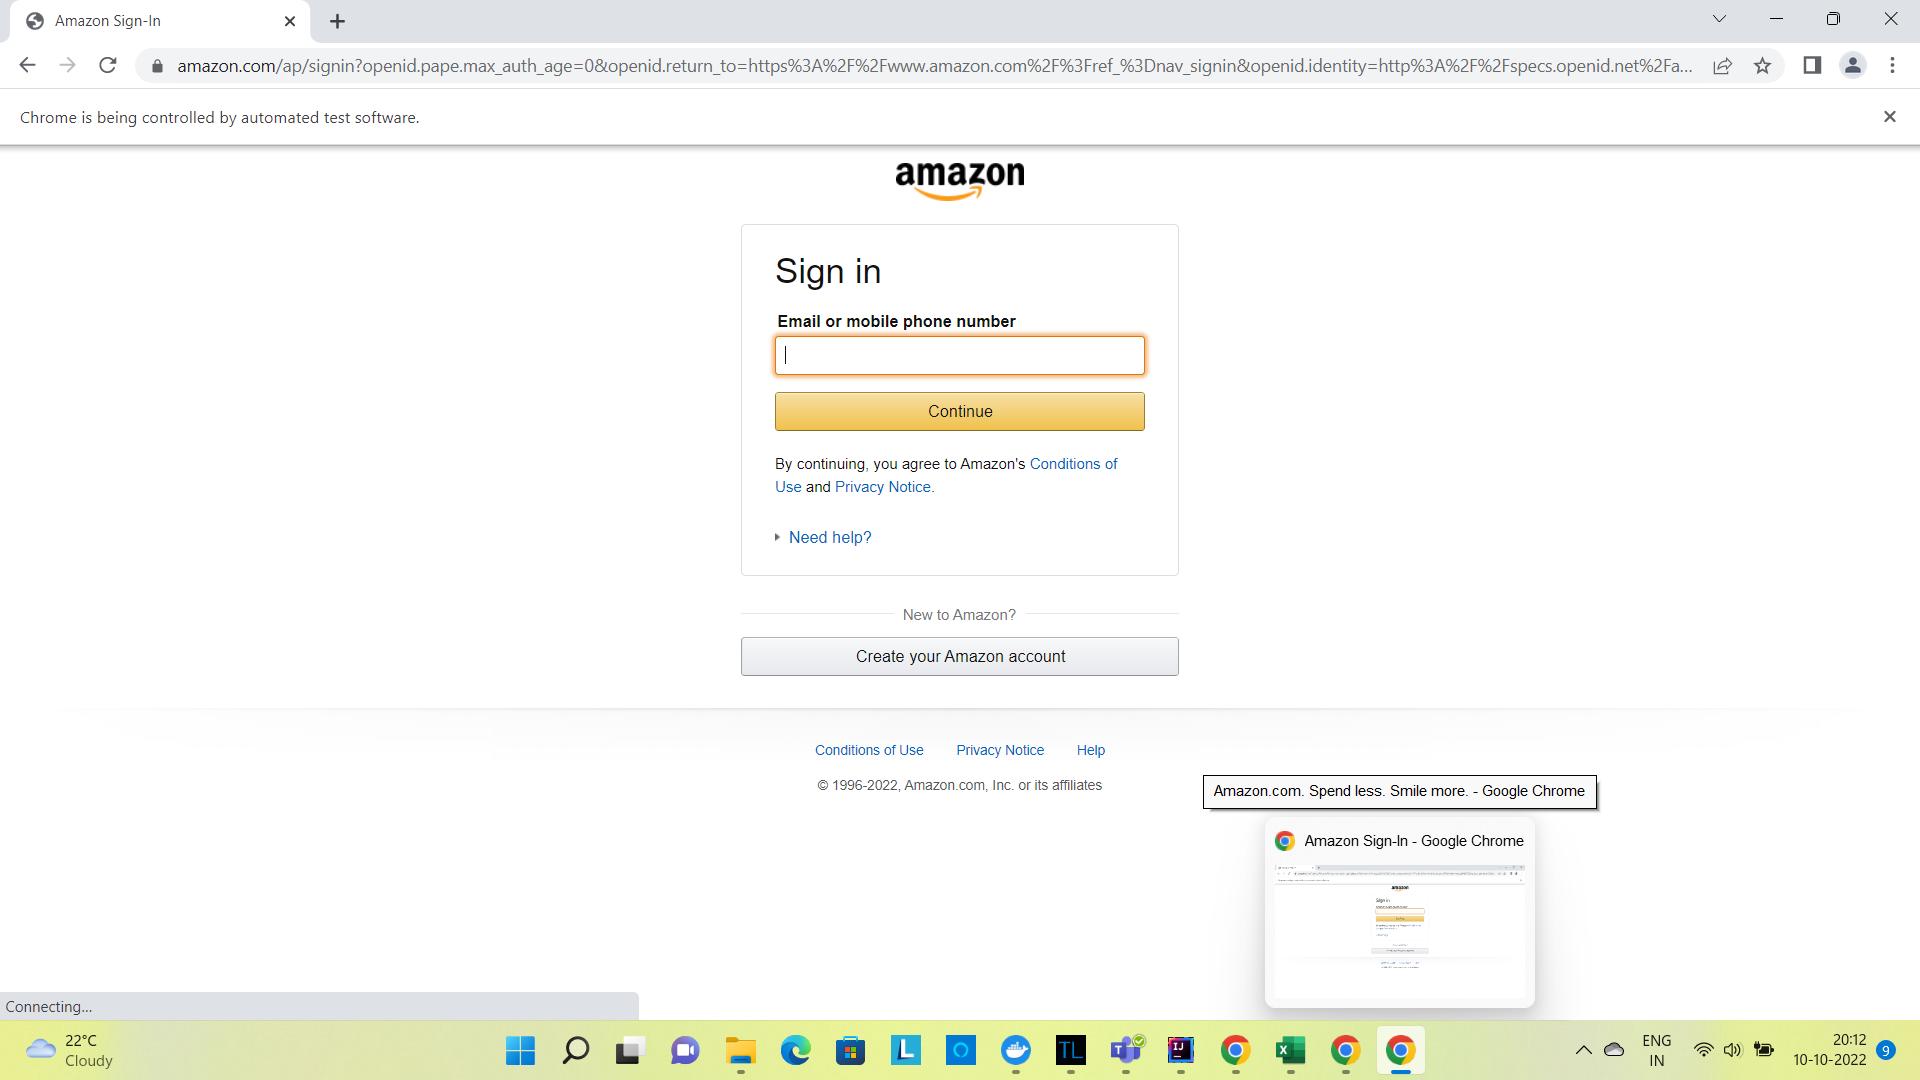 Amazon Sign-In
amazon.com/ap/signin?openid.pape.max_auth_age=0&openid.return_to=https%3A%2F%2Fwww.amazon.com%2F%3Fref_%3Dnav_signin&openid.identity=http%3A%2F%2Fspecs.openid.net%2Fa...
Chrome is being controlled by automated test software.
amazon
Sign in
Email or mobile phone number
Continue
By continuing, you agree to Amazon's Conditions of
Use and Privacy Notice.
Need help?
New to Amazon?
Create your Amazon account
Conditions of Use Privacy Notice Help
© 1996-2022, Amazon.com, Inc. or its affiliates
Amazon.com. Spend less. Smile more. - Google Chrome
Amazon Sign-In - Google Chrome
amazon
Sign in
Connecting...
22°C
Cloudy
L
TL
T
IJ
X
ENG
IN
20:12
10-10-2022
9